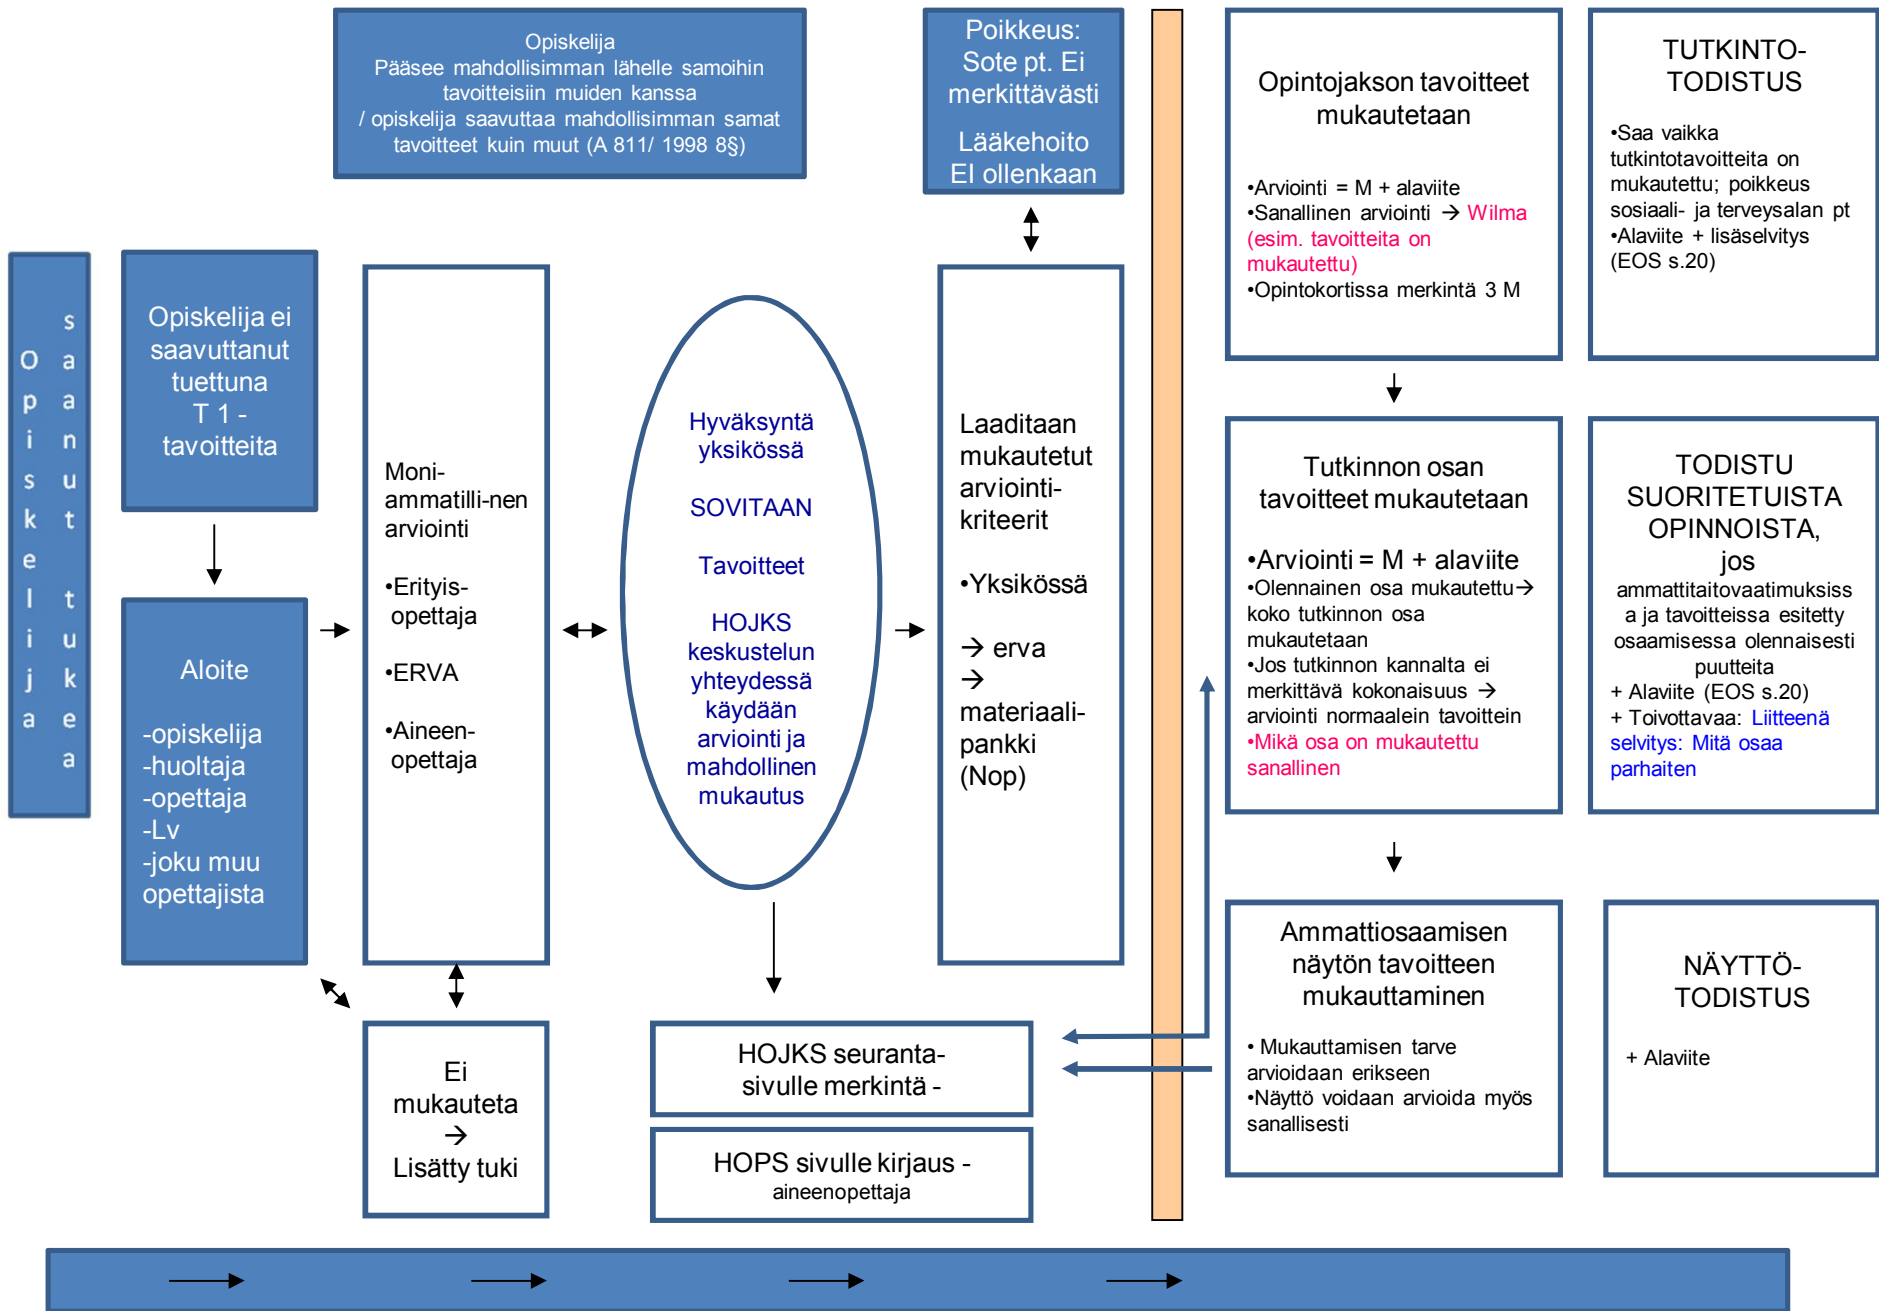 Opiskelija
Pääsee mahdollisimman lähelle samoihin
tavoitteisiin muiden kanssa
/ opiskelija saavuttaa mahdollisimman samat
tavoitteet kuin muut (A 811/ 1998 8§)
Poikkeus:
Sote pt. Ei
merkittävästi
Lääkehoito
EI ollenkaan
Opiskelija
saanut tukea
Opiskelija ei
saavuttanut
tuettuna
T 1 -
tavoitteita
Aloite
-opiskelija
-huoltaja
-opettaja
-Lv
-joku muu
opettajista
Moni-
ammatilli-nen
arviointi
•Erityis-
opettaja
•ERVA
•Aineen-
opettaja
Ei
mukauteta
→
Lisätty tuki
Hyväksyntä
yksikössä
SOVITAAN
Tavoitteet
HOJKS
keskustelun
yhteydessä
käydään
arviointi ja
mahdollinen
mukautus
Laaditaan
mukautetut
arviointi-
kriteerit
•Yksikössä
→ erva
→
materiaali-
pankki
(Nop)
HOJKS seuranta-
sivulle merkintä -
HOPS sivulle kirjaus -
aineenopettaja
Opintojakson tavoitteet
mukautetaan
•Arviointi = M + alaviite
•Sanallinen arviointi → Wilma
(esim. tavoitteita on
mukautettu)
•Opintokortissa merkintä 3 M
Tutkinnon osan
tavoitteet mukautetaan
•Arviointi = M + alaviite
•Olennainen osa mukautettu→
koko tutkinnon osa
mukautetaan
•Jos tutkinnon kannalta ei
merkittävä kokonaisuus →
arviointi normaalein tavoittein
•Mikä osa on mukautettu
sanallinen
Ammattiosaamisen
näytön tavoitteen
mukauttaminen
• Mukauttamisen tarve
arvioidaan erikseen
•Näyttö voidaan arvioida myös
sanallisesti
TUTKINTO-
TODISTUS
•Saa vaikka
tutkintotavoitteita on
mukautettu; poikkeus
sosiaali- ja terveysalan pt
•Alaviite + lisäselvitys
(EOS s.20)
TODISTU
SUORITETUISTA
OPINNOISTA,
jos
ammattitaitovaatimuksiss
a ja tavoitteissa esitetty
osaamisessa olennaisesti
puutteita
+ Alaviite (EOS s.20)
+ Toivottavaa: Liitteenä
selvitys: Mitä osaa
parhaiten
NÄYTTÖ-
TODISTUS
+ Alaviite